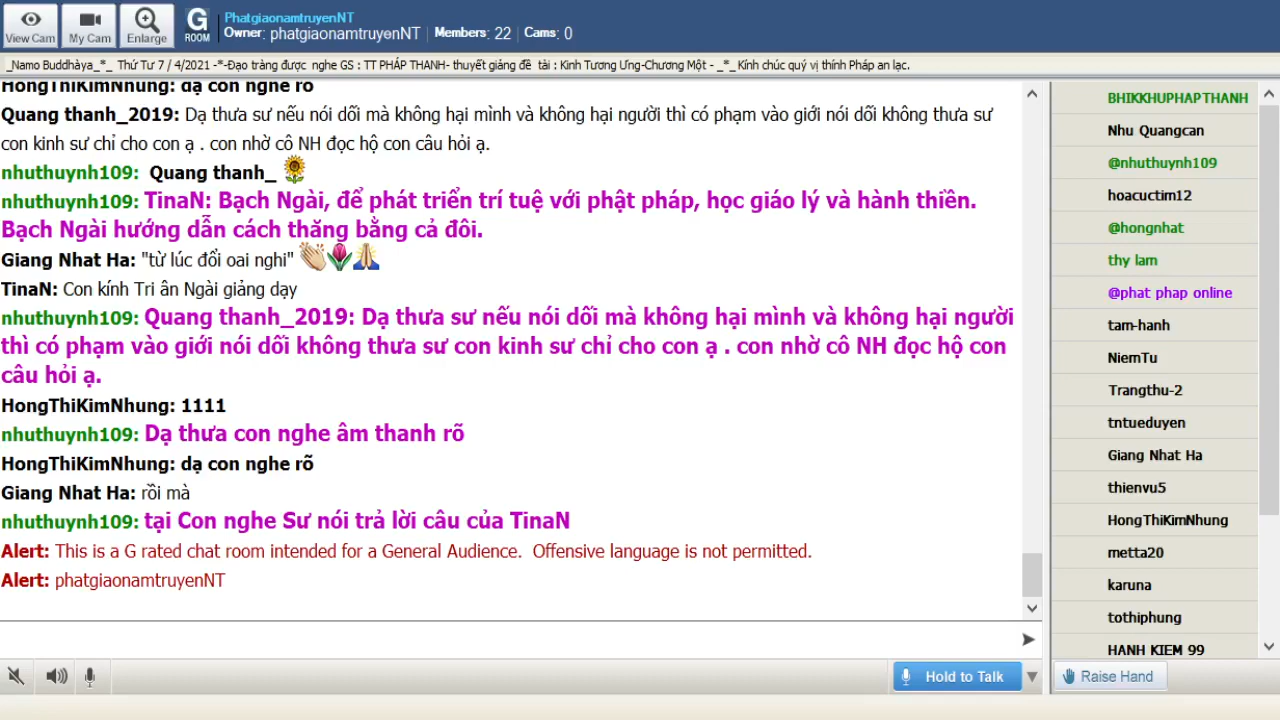 View Cam
My Cam
Enlarge
G
ROOM
PhatgiaonamtruyenNT
Owner: phatgiaonamtruyenNT | Members: 22 | Cams: 0
_Namo Buddhàya_*_ Thứ Tư 7 / 4/2021 -*-Đạo tràng được nghe GS : TT PHÁP THANH- thuyết giảng đề tài : Kinh Tương Ưng-Chương Một - _*_Kính chúc quý vị thính Pháp an lạc.
HongThiKimNhung: dạ con nghe rõ
Quang thanh_2019: Dạ thưa sư nếu nói dối mà không hại mình và không hại người thì có phạm vào giới nói dối không thưa sư
con kinh sư chỉ cho con ạ . con nhờ cô NH đọc hộ con câu hỏi ạ.
nhuthuynh109: Quang thanh_
nhuthuynh109: TinaN: Bạch Ngài, để phát triển trí tuệ với phật pháp, học giáo lý và hành thiền.
Bạch Ngài hướng dẫn cách thăng bằng cả đôi.
Giang Nhat Ha: "từ lúc đổi oai nghi"
TinaN: Con kính Tri ân Ngài giảng dạy
nhuthuynh109: Quang thanh_2019: Dạ thưa sư nếu nói dối mà không hại mình và không hại người
thì có phạm vào giới nói dối không thưa sư con kinh sư chỉ cho con ạ . con nhờ cô NH đọc hộ con
câu hỏi ạ.
HongThiKimNhung: 1111
nhuthuynh109: Dạ thưa con nghe âm thanh rõ
HongThiKimNhung: dạ con nghe rõ
Giang Nhat Ha: rồi mà
nhuthuynh109: tại Con nghe Sư nói trả lời câu của TinaN
Alert: This is a G rated chat room intended for a General Audience. Offensive language is not permitted.
Alert: phatgiaonamtruyenNT
BHIKKHUPHAPTHANH
Nhu Quangcan
@nhuthuynh109
hoacuctim12
@hongnhat
thy lam
@phat phap online
tam-hanh
NiemTu
Trangthu-2
tntueduyen
Giang Nhat Ha
thienvu5
HongThiKimNhung
metta20
karuna
tothiphung
HANH KIEM 99
Hold to Talk
Raise Hand